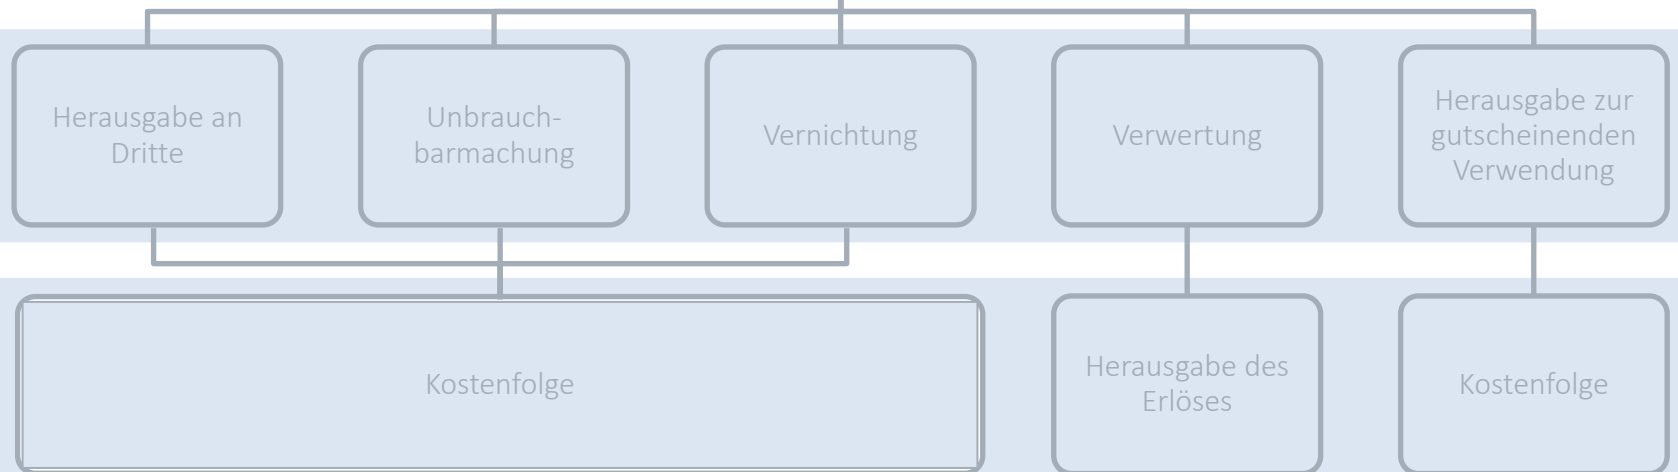 Herausgabe an
Dritte
Unbrauch-
barmachung
Vernichtung
Verwertung
Herausgabe zur
gutscheinenden
Verwendung
Kostenfolge
Herausgabe des
Erlöses
Kostenfolge